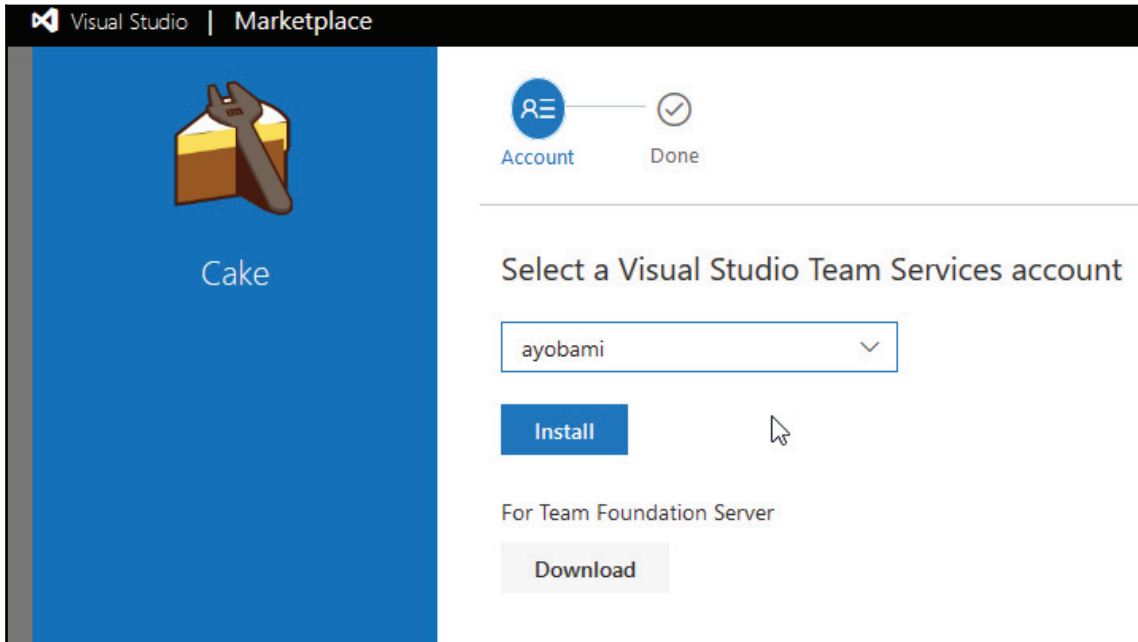 Visual Studio | Marketplace
Cake
Account
Done
Select a Visual Studio Team Services account
ayobami
Install
For Team Foundation Server
Download